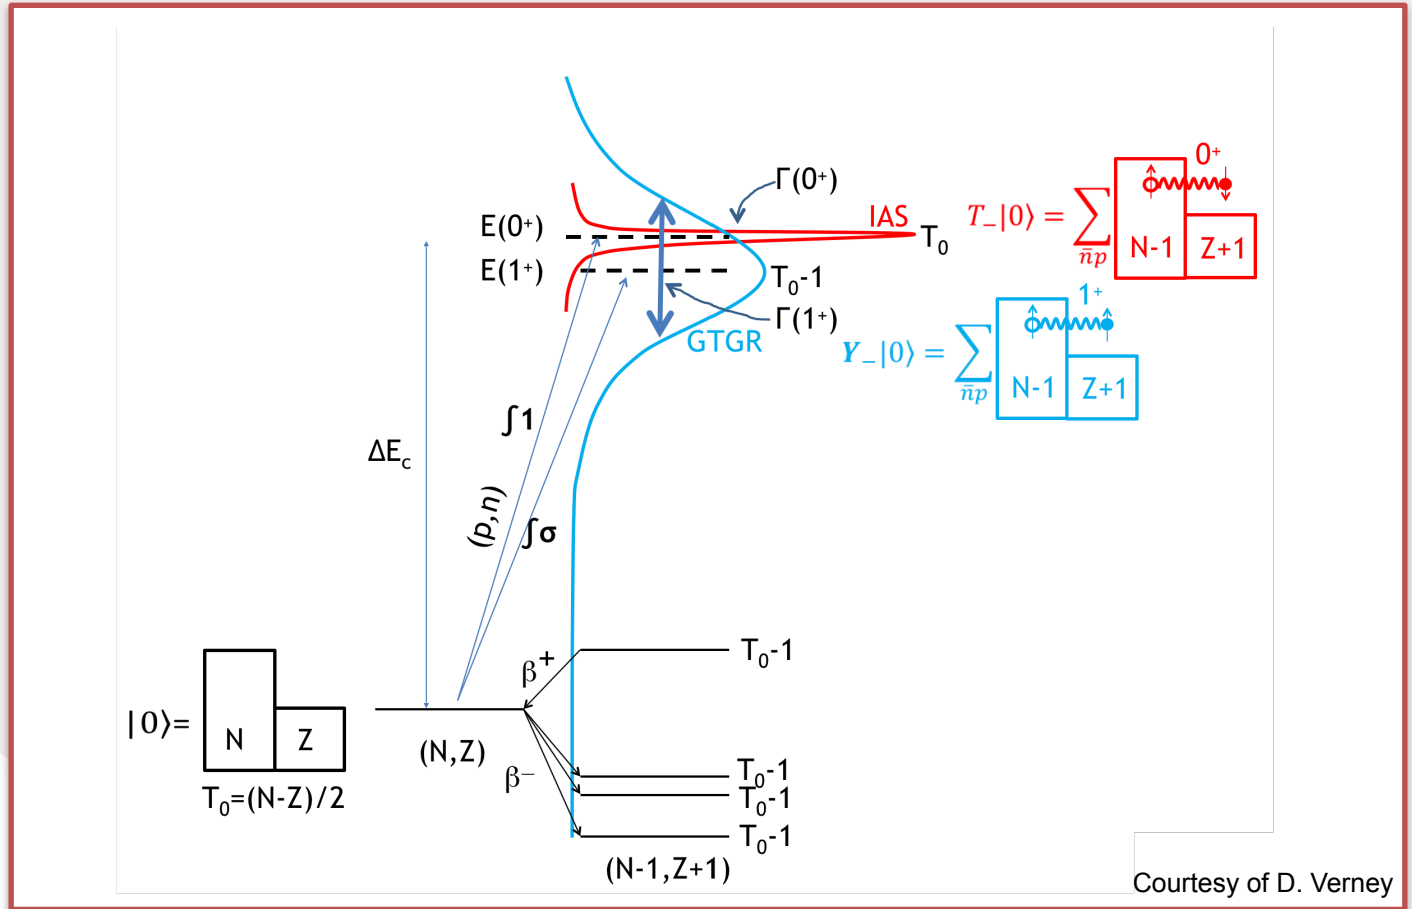 0⁺
Γ(0⁺)
IAS
T₋|0⟩ = ∑
n̄p
N-1
Z+1
E(0⁺)
T₀
E(1⁺)
T₀-1
1⁺
Γ(1⁺)
GTGR
Y₋|0⟩ = ∑
n̄p
N-1
Z+1
∫1
ΔE_c
(p,n)
∫σ
T₀-1
β⁺
|0⟩=
N
Z
(N,Z)
β⁻
T₀-1
T₀-1
T₀=(N-Z)/2
T₀-1
(N-1,Z+1)
Courtesy of D. Verney